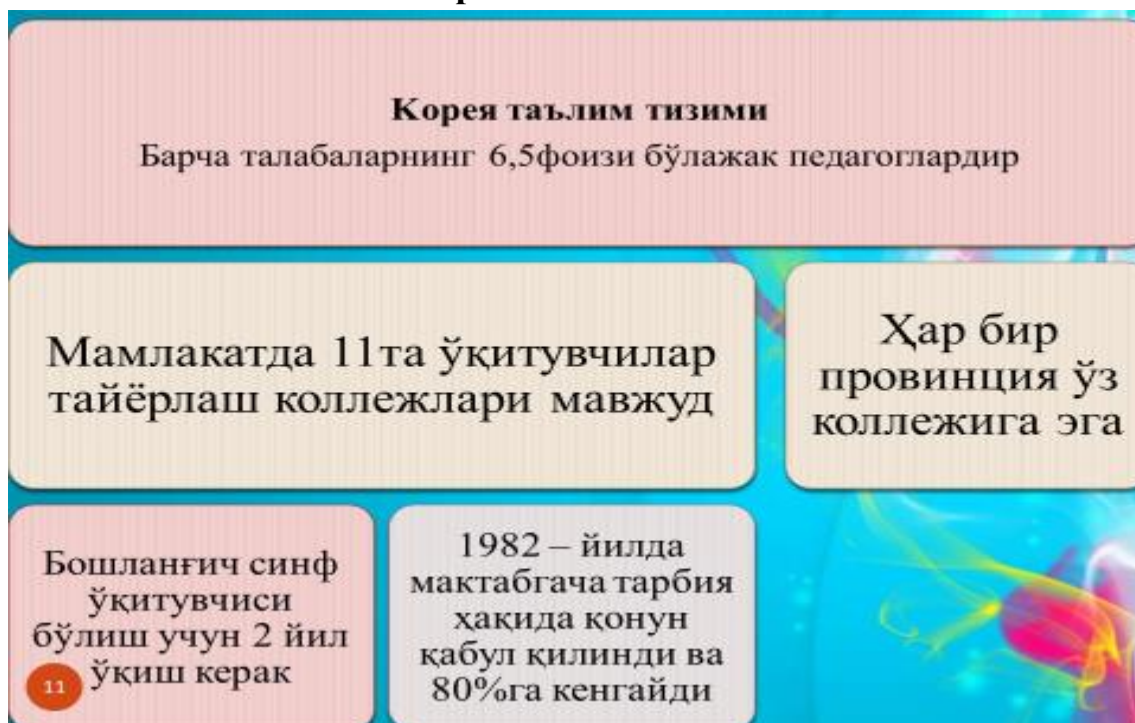 Корея таълим тизими
Барча талабаларнинг 6,5фоизи бўлажак педагоглардир
Мамлакатда 11та ўқитувчилар
тайёрлаш коллежлари мавжуд
Ҳар бир
провинция ўз
коллежига эга
Бошланғич синф
ўқитувчиси
бўлиш учун 2 йил
ўқиш керак
11
1982 – йилда
мактабгача тарбия
ҳақида қонун
қабул қилинди ва
80%га кенгайди